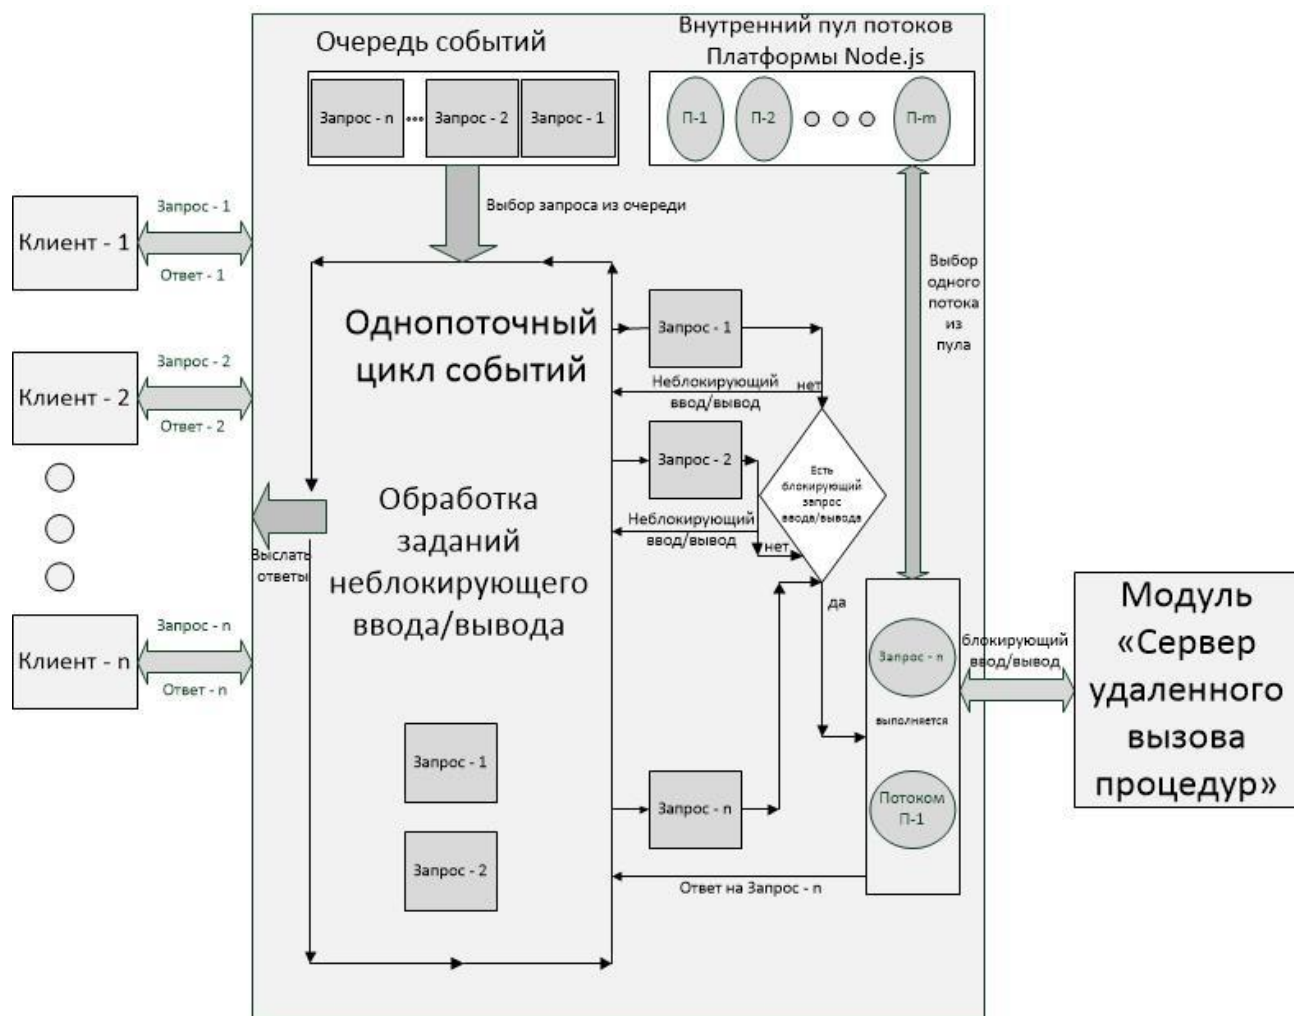 Очередь событий
Внутренний пул потоков
Платформы Node.js
Запрос - n
Запрос - 2
Запрос - 1
П-1
П-2
П-m
Выбор запроса из очереди
Клиент - 1
Запрос - 1
Ответ - 1
Клиент - 2
Запрос - 2
Ответ - 2
Клиент - n
Запрос - n
Ответ - n
Однопоточный
цикл событий
Обработка
заданий
неблокирующего
ввода/вывода
Выслать
ответы
Запрос - 1
Запрос - 2
Запрос - 1
Неблокирующий
ввод/вывод
нет
Запрос - 2
Неблокирующий
ввод/вывод
нет
Есть
блокирующий
запрос
ввода/вывода
да
Запрос - n
Ответ на Запрос - n
Выбор
одного
потока
из
пула
Запрос - n
выполняется
Потоком
П-1
блокирующий
ввод/вывод
Модуль
«Сервер
удаленного
вызова
процедур»